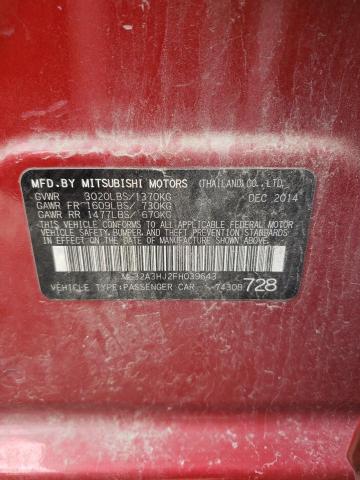 MFD.BY MITSUBISHI MOTORS (THAILAND)CO.,LTD.
GVWR 3020LBS/1370KG DEC 2014
GAWR FR 1609LBS/ 730KG
GAWR RR 1477LBS/ 670KG
THIS VEHICLE CONFORMS TO ALL APPLICABLE FEDERAL MOTOR
VEHICLE SAFETY, BUMPER, AND THEFT PREVENTION STANDARDS
IN EFFECT ON THE DATE OF MANUFACTURE SHOWN ABOVE.
ML32A3HJ2FH039643
VEHICLE TYPE:PASSENGER CAR 728